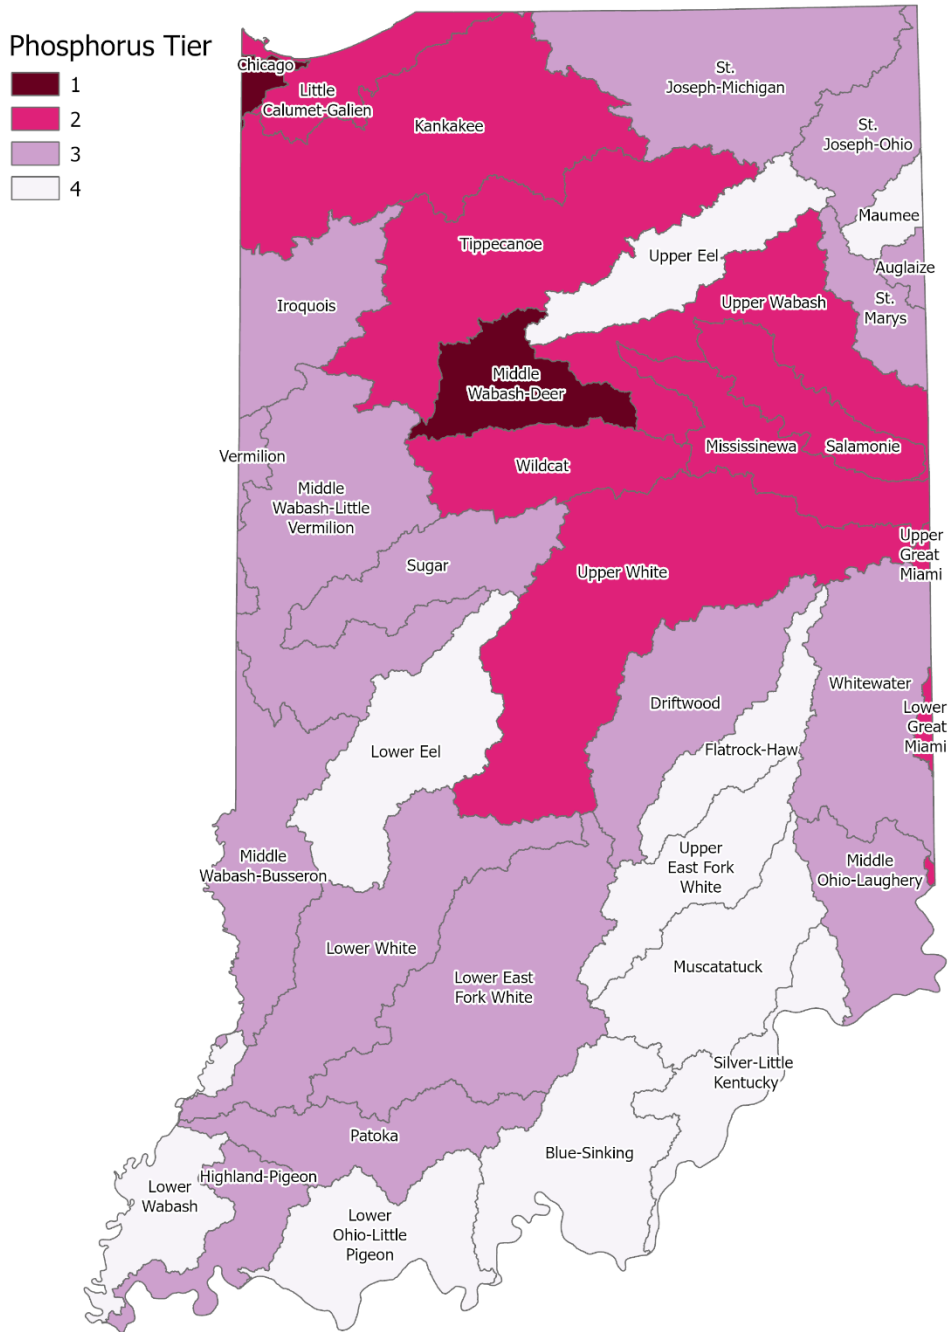 Phosphorus Tier
1
2
3
4
Chicago
Little
Calumet-Galien
Kankakee
St.
Joseph-Michigan
St.
Joseph-Ohio
Maumee
Tippecanoe
Upper Eel
Auglaize
Iroquois
Upper Wabash
St.
Marys
Middle
Wabash-Deer
Vermilion
Wildcat
Mississinewa
Salamonie
Middle
Wabash-Little
Vermilion
Sugar
Upper White
Upper
Great
Miami
Whitewater
Driftwood
Lower
Great
Miami
Lower Eel
Flatrock-Haw
Middle
Wabash-Busseron
Upper
East Fork
White
Middle
Ohio-Laughery
Lower White
Lower East
Fork White
Muscatatuck
Silver-Little
Kentucky
Patoka
Blue-Sinking
Highland-Pigeon
Lower
Wabash
Lower
Ohio-Little
Pigeon